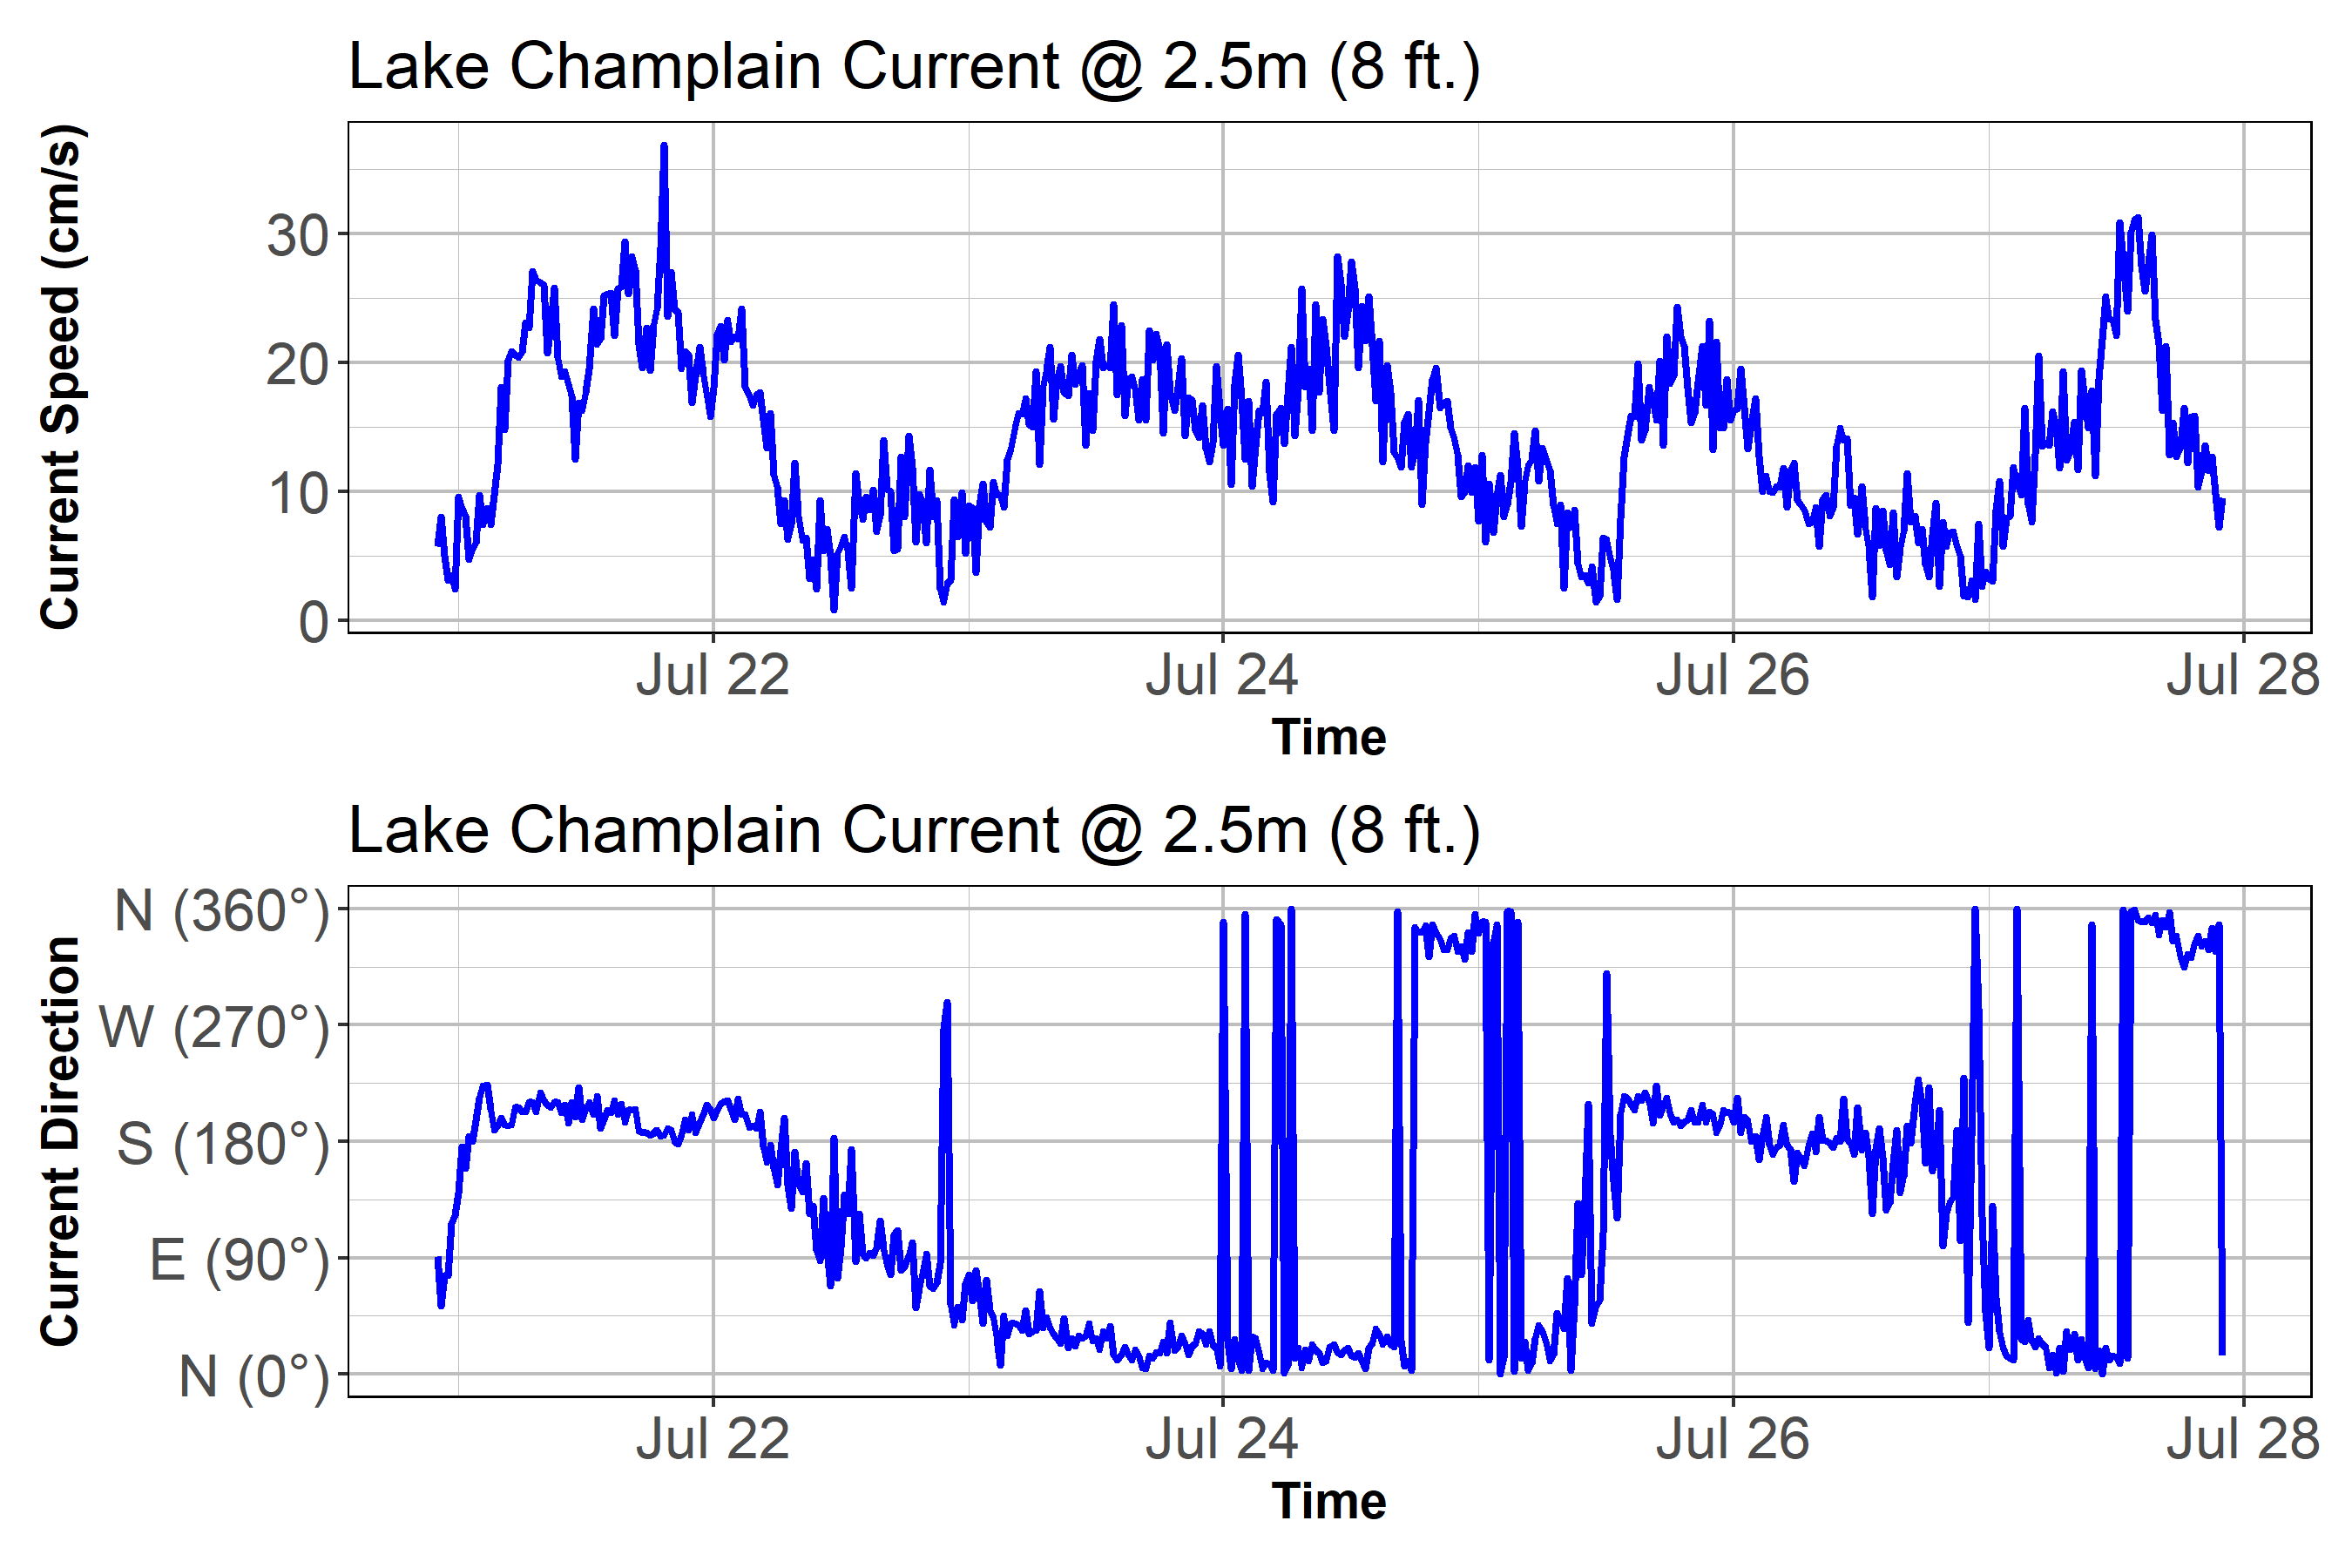 Lake Champlain Current @ 2.5m (8 ft.)
Current Speed (cm/s)
30
20
10
0
Jul 22 Jul 24 Jul 26 Jul 28
Time
Lake Champlain Current @ 2.5m (8 ft.)
Current Direction
N (360°)
W (270°)
S (180°)
E (90°)
N (0°)
Jul 22 Jul 24 Jul 26 Jul 28
Time